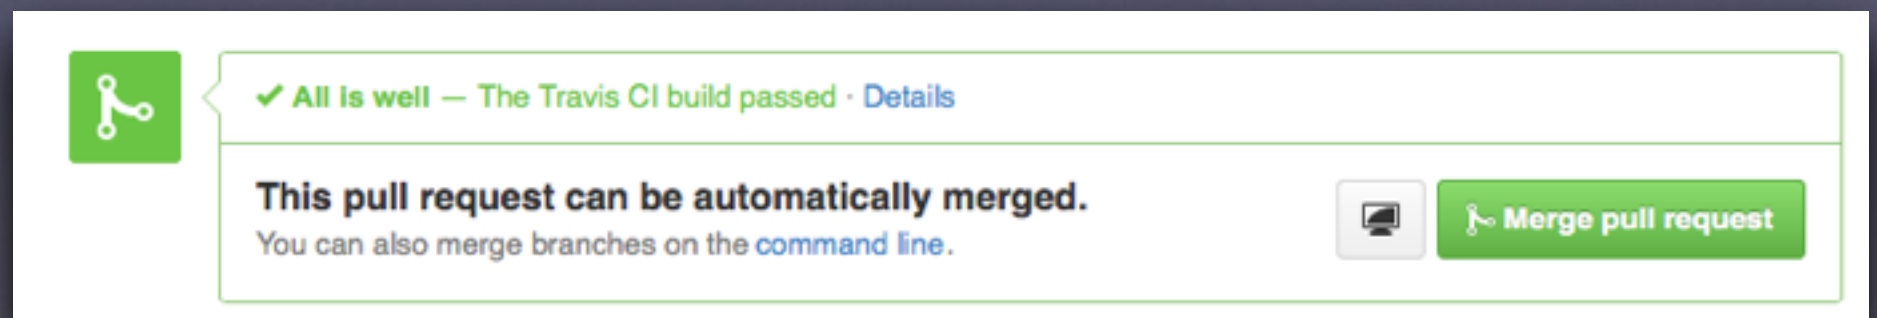 ✔ All is well — The Travis CI build passed · Details
This pull request can be automatically merged.
You can also merge branches on the command line.
Merge pull request